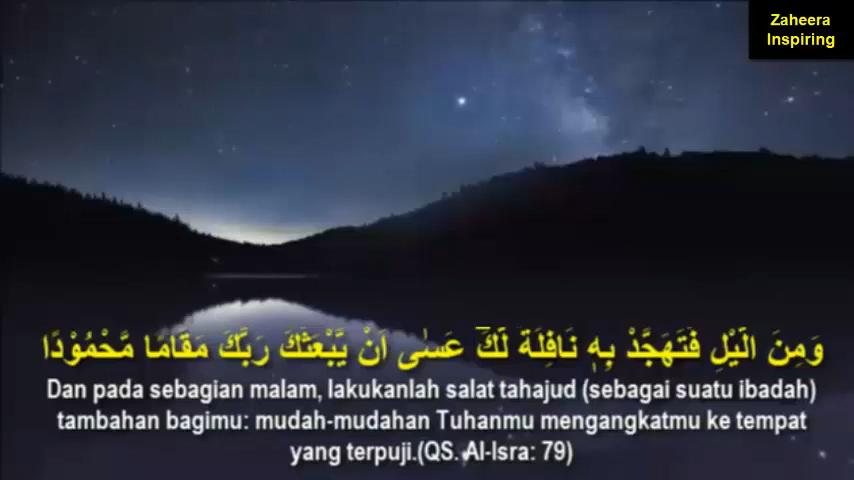 Zaheera
Inspiring
وَمِنَ الَّيْلِ فَتَهَجَّدْ بِهٖ نَافِلَةً لَّكَۖ عَسٰٓى اَنْ يَّبْعَثَكَ رَبُّكَ مَقَامًا مَّحْمُوْدًا
Dan pada sebagian malam, lakukanlah salat tahajud (sebagai suatu ibadah)
tambahan bagimu: mudah-mudahan Tuhanmu mengangkatmu ke tempat
yang terpuji.(QS. Al-Isra: 79)